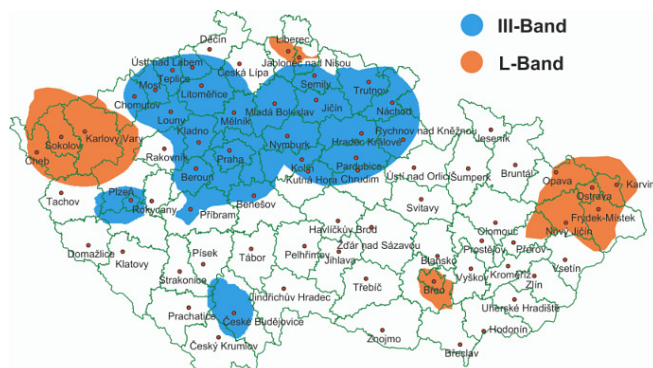 III-Band
L-Band
Děčín
Liberec
Jablonec nad Nisou
Ústí nad Labem
Teplice
Česká Lípa
Most
Semily
Trutnov
Chomutov
Litoměřice
Jičín
Náchod
Louny
Mělník
Mladá Boleslav
Kladno
Rychnov nad Kněžnou
Sokolov
Karlovy Vary
Nymburk
Hradec Králové
Jeseník
Cheb
Rakovník
Praha
Kolín
Pardubice
Beroun
Kutná Hora
Chrudim
Ústí nad Orlicí
Šumperk
Bruntál
Opava
Karviná
Ostrava
Tachov
Plzeň
Rokycany
Příbram
Benešov
Svitavy
Frýdek-Místek
Nový Jičín
Havlíčkův Brod
Olomouc
Domažlice
Klatovy
Písek
Tábor
Pelhřimov
Žďár nad Sázavou
Jihlava
Blansko
Prostějov
Přerov
Strakonice
Vyškov
Kroměříž
Vsetín
Zlín
Jindřichův Hradec
Třebíč
Brno
Prachatice
České Budějovice
Uherské Hradiště
Český Krumlov
Znojmo
Hodonín
Břeclav